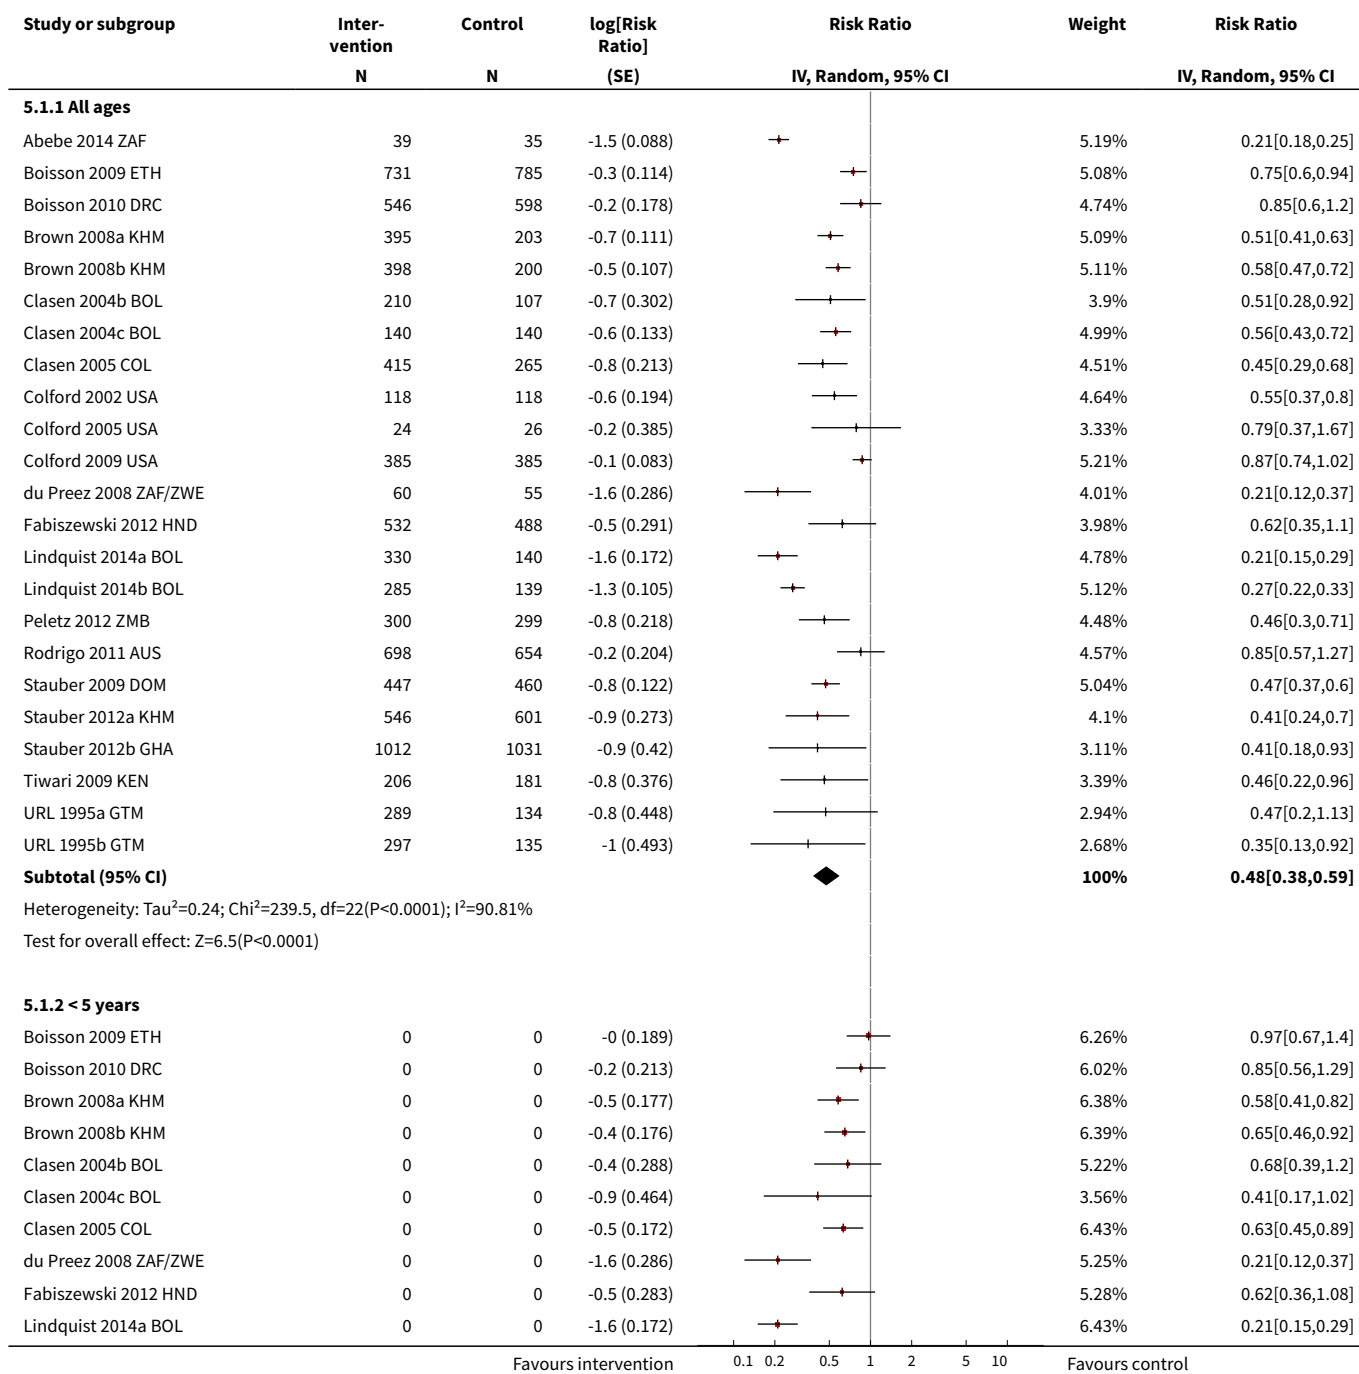 Study or subgroup Inter- Control log[Risk Risk Ratio Weight Risk Ratio
vention Ratio]
N N (SE) IV, Random, 95% CI IV, Random, 95% CI
5.1.1 All ages
Abebe 2014 ZAF 39 35 -1.5 (0.088) 5.19% 0.21[0.18,0.25]
Boisson 2009 ETH 731 785 -0.3 (0.114) 5.08% 0.75[0.6,0.94]
Boisson 2010 DRC 546 598 -0.2 (0.178) 4.74% 0.85[0.6,1.2]
Brown 2008a KHM 395 203 -0.7 (0.111) 5.09% 0.51[0.41,0.63]
Brown 2008b KHM 398 200 -0.5 (0.107) 5.11% 0.58[0.47,0.72]
Clasen 2004b BOL 210 107 -0.7 (0.302) 3.9% 0.51[0.28,0.92]
Clasen 2004c BOL 140 140 -0.6 (0.133) 4.99% 0.56[0.43,0.72]
Clasen 2005 COL 415 265 -0.8 (0.213) 4.51% 0.45[0.29,0.68]
Colford 2002 USA 118 118 -0.6 (0.194) 4.64% 0.55[0.37,0.8]
Colford 2005 USA 24 26 -0.2 (0.385) 3.33% 0.79[0.37,1.67]
Colford 2009 USA 385 385 -0.1 (0.083) 5.21% 0.87[0.74,1.02]
du Preez 2008 ZAF/ZWE 60 55 -1.6 (0.286) 4.01% 0.21[0.12,0.37]
Fabiszewski 2012 HND 532 488 -0.5 (0.291) 3.98% 0.62[0.35,1.1]
Lindquist 2014a BOL 330 140 -1.6 (0.172) 4.78% 0.21[0.15,0.29]
Lindquist 2014b BOL 285 139 -1.3 (0.105) 5.12% 0.27[0.22,0.33]
Peletz 2012 ZMB 300 299 -0.8 (0.218) 4.48% 0.46[0.3,0.71]
Rodrigo 2011 AUS 698 654 -0.2 (0.204) 4.57% 0.85[0.57,1.27]
Stauber 2009 DOM 447 460 -0.8 (0.122) 5.04% 0.47[0.37,0.6]
Stauber 2012a KHM 546 601 -0.9 (0.273) 4.1% 0.41[0.24,0.7]
Stauber 2012b GHA 1012 1031 -0.9 (0.42) 3.11% 0.41[0.18,0.93]
Tiwari 2009 KEN 206 181 -0.8 (0.376) 3.39% 0.46[0.22,0.96]
URL 1995a GTM 289 134 -0.8 (0.448) 2.94% 0.47[0.2,1.13]
URL 1995b GTM 297 135 -1 (0.493) 2.68% 0.35[0.13,0.92]
Subtotal (95% CI) 100% 0.48[0.38,0.59]
Heterogeneity: Tau²=0.24; Chi²=239.5, df=22(P<0.0001); I²=90.81%
Test for overall effect: Z=6.5(P<0.0001)
5.1.2 < 5 years
Boisson 2009 ETH 0 0 -0 (0.189) 6.26% 0.97[0.67,1.4]
Boisson 2010 DRC 0 0 -0.2 (0.213) 6.02% 0.85[0.56,1.29]
Brown 2008a KHM 0 0 -0.5 (0.177) 6.38% 0.58[0.41,0.82]
Brown 2008b KHM 0 0 -0.4 (0.176) 6.39% 0.65[0.46,0.92]
Clasen 2004b BOL 0 0 -0.4 (0.288) 5.22% 0.68[0.39,1.2]
Clasen 2004c BOL 0 0 -0.9 (0.464) 3.56% 0.41[0.17,1.02]
Clasen 2005 COL 0 0 -0.5 (0.172) 6.43% 0.63[0.45,0.89]
du Preez 2008 ZAF/ZWE 0 0 -1.6 (0.286) 5.25% 0.21[0.12,0.37]
Fabiszewski 2012 HND 0 0 -0.5 (0.283) 5.28% 0.62[0.36,1.08]
Lindquist 2014a BOL 0 0 -1.6 (0.172) 6.43% 0.21[0.15,0.29]
Favours intervention 0.1 0.2 0.5 1 2 5 10 Favours control